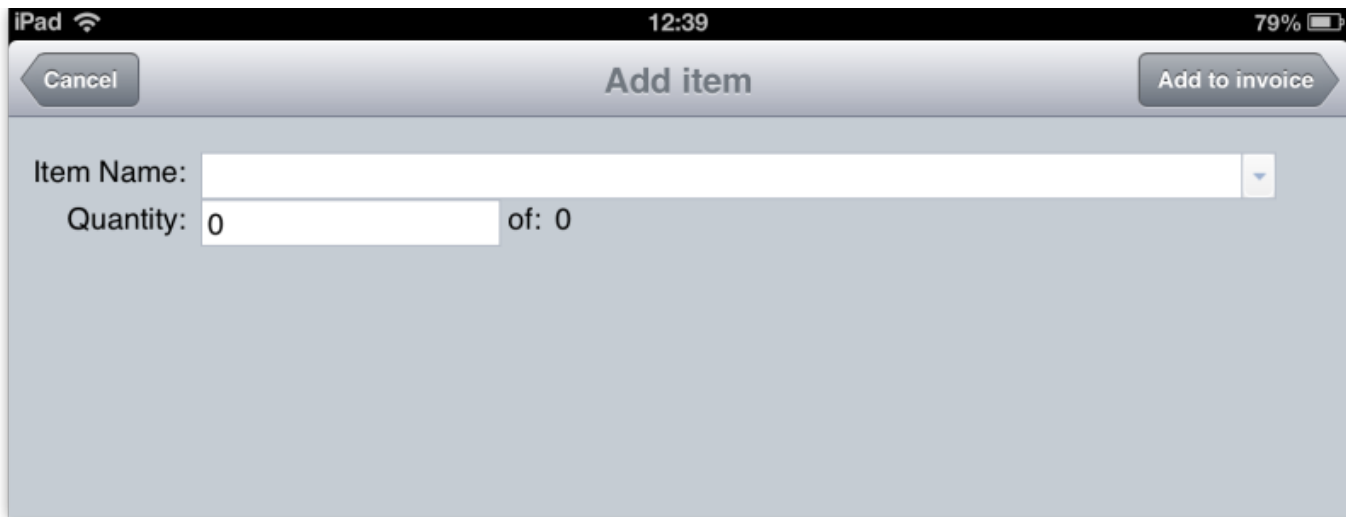 iPad 12:39 79%
Cancel Add item Add to invoice
Item Name:
Quantity: 0 of: 0